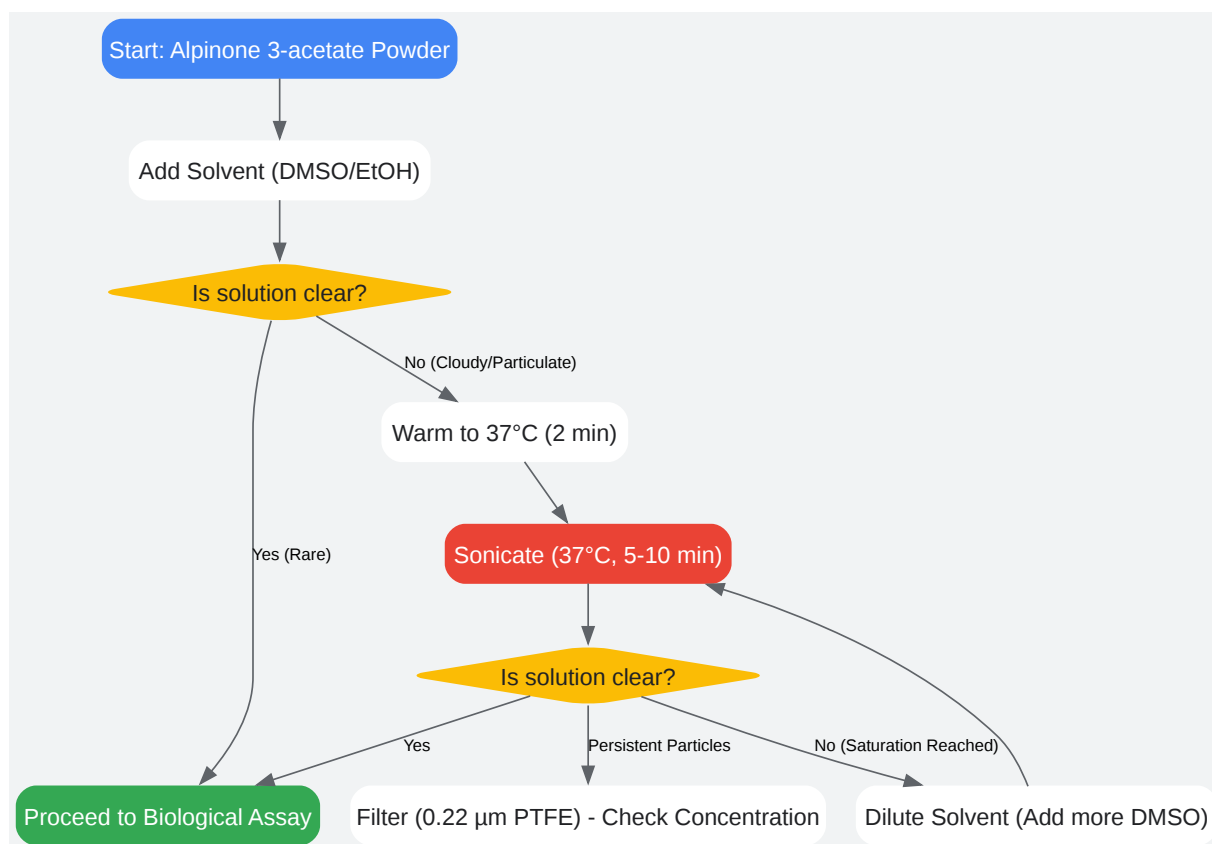 Start: Alpinone 3-acetate Powder
Add Solvent (DMSO/EtOH)
Is solution clear?
No (Cloudy/Particulate)
Warm to 37°C (2 min)
Yes (Rare)
Sonicate (37°C, 5-10 min)
Is solution clear?
Yes
Persistent Particles
No (Saturation Reached)
Proceed to Biological Assay
Filter (0.22 µm PTFE) - Check Concentration
Dilute Solvent (Add more DMSO)